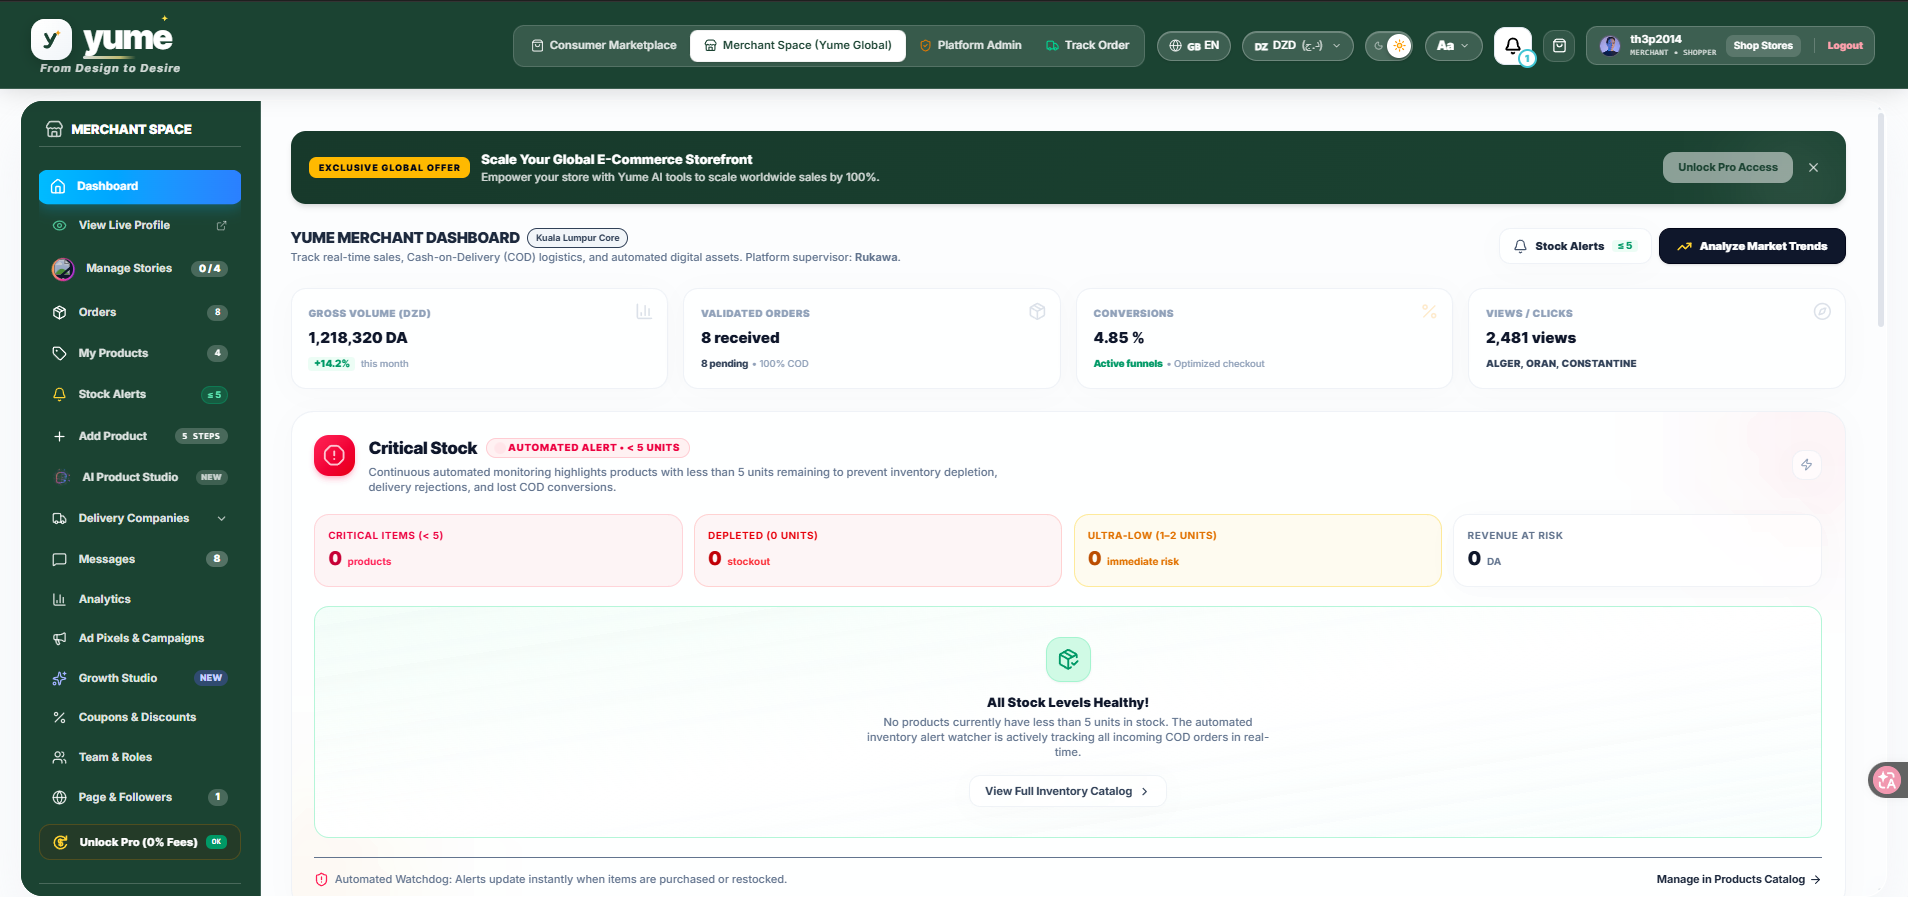 yume
From Design to Desire
Consumer Marketplace
Merchant Space (Yume Global)
Platform Admin
Track Order
GB EN
DZ DZD (د.ج)
Aa
1
th3p2014
MERCHANT • SHOPPER
Shop Stores
Logout
MERCHANT SPACE
Dashboard
View Live Profile
Manage Stories 0/4
Orders 8
My Products 4
Stock Alerts ≤ 5
Add Product 5 STEPS
AI Product Studio NEW
Delivery Companies
Messages 8
Analytics
Ad Pixels & Campaigns
Growth Studio NEW
Coupons & Discounts
Team & Roles
Page & Followers 1
Unlock Pro (0% Fees) OK
EXCLUSIVE GLOBAL OFFER
Scale Your Global E-Commerce Storefront
Empower your store with Yume AI tools to scale worldwide sales by 100%.
Unlock Pro Access
YUME MERCHANT DASHBOARD
Kuala Lumpur Core
Track real-time sales, Cash-on-Delivery (COD) logistics, and automated digital assets. Platform supervisor: Rukawa.
Stock Alerts ≤ 5
Analyze Market Trends
GROSS VOLUME (DZD)
1,218,320 DA
+14.2% this month
VALIDATED ORDERS
8 received
8 pending • 100% COD
CONVERSIONS
4.85 %
Active funnels • Optimized checkout
VIEWS / CLICKS
2,481 views
ALGER, ORAN, CONSTANTINE
Critical Stock
AUTOMATED ALERT • < 5 UNITS
Continuous automated monitoring highlights products with less than 5 units remaining to prevent inventory depletion,
delivery rejections, and lost COD conversions.
CRITICAL ITEMS (< 5)
0 products
DEPLETED (0 UNITS)
0 stockout
ULTRA-LOW (1–2 UNITS)
0 immediate risk
REVENUE AT RISK
0 DA
All Stock Levels Healthy!
No products currently have less than 5 units in stock. The automated
inventory alert watcher is actively tracking all incoming COD orders in real-
time.
View Full Inventory Catalog
Automated Watchdog: Alerts update instantly when items are purchased or restocked.
Manage in Products Catalog →